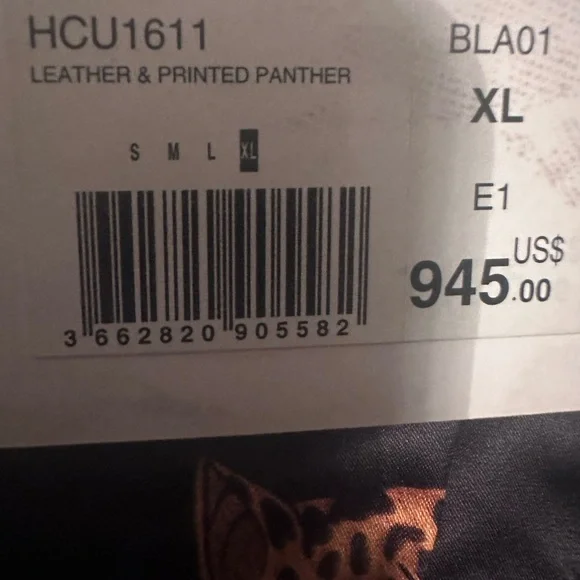 HCU1611
BLA01
LEATHER & PRINTED PANTHER
XL
S M L XL
E1
US$
945.00
3 662820 905582